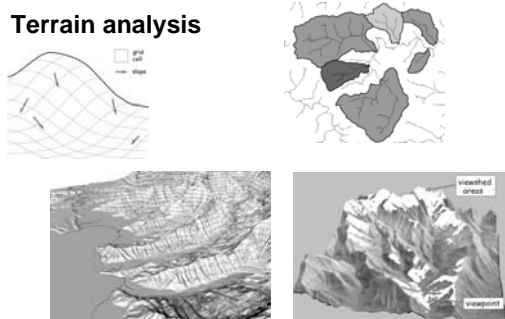 Terrain analysis
grid
cell
slope
viewshed
areas
viewpoint